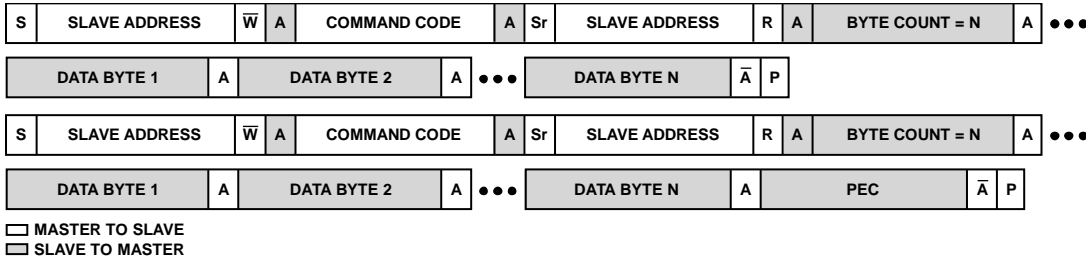 S SLAVE ADDRESS W̅ A COMMAND CODE A Sr SLAVE ADDRESS R A BYTE COUNT = N A •••
DATA BYTE 1 A DATA BYTE 2 A ••• DATA BYTE N A̅ P
S SLAVE ADDRESS W̅ A COMMAND CODE A Sr SLAVE ADDRESS R A BYTE COUNT = N A •••
DATA BYTE 1 A DATA BYTE 2 A ••• DATA BYTE N A PEC A̅ P
MASTER TO SLAVE
SLAVE TO MASTER